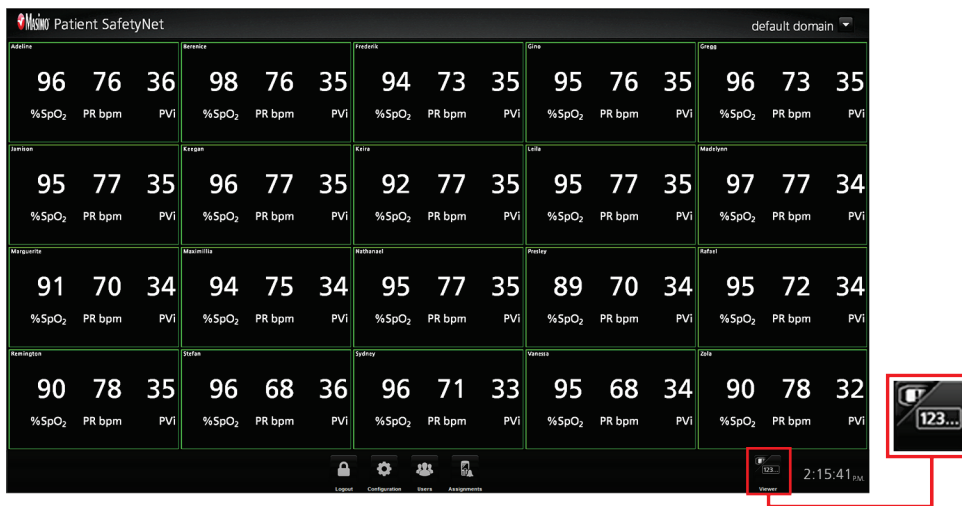 Masimo Patient SafetyNet
default domain
Adeline Berenice Frederik Gina Gregg
96 76 36 98 76 35 94 73 35 95 76 35 96 73 35
%SpO₂ PR bpm PVi %SpO₂ PR bpm PVi %SpO₂ PR bpm PVi %SpO₂ PR bpm PVi %SpO₂ PR bpm PVi
Jamison Keegan Keira Leila Madelynn
95 77 35 96 77 35 92 77 35 95 77 35 97 77 34
%SpO₂ PR bpm PVi %SpO₂ PR bpm PVi %SpO₂ PR bpm PVi %SpO₂ PR bpm PVi %SpO₂ PR bpm PVi
Marguerite Maximillia Nathanael Presley Rafael
91 70 34 94 75 34 95 77 35 89 70 34 95 72 34
%SpO₂ PR bpm PVi %SpO₂ PR bpm PVi %SpO₂ PR bpm PVi %SpO₂ PR bpm PVi %SpO₂ PR bpm PVi
Remington Stefan Sydney Vanessa Zola
90 78 35 96 68 36 96 71 33 95 68 34 90 78 32
%SpO₂ PR bpm PVi %SpO₂ PR bpm PVi %SpO₂ PR bpm PVi %SpO₂ PR bpm PVi %SpO₂ PR bpm PVi
123...
123...
Logout Configuration Users Assignments Viewer
2:15:41 P.M.